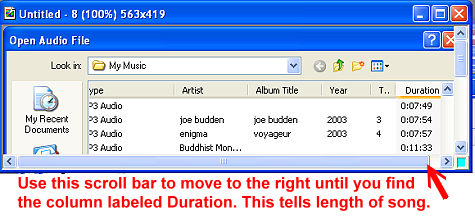 Untitled - 8 (100%) 563x419
Open Audio File
Look in: My Music
ype Artist Album Title Year T.. Duration
P3 Audio 0:07:49
P3 Audio joe budden joe budden 2003 3 0:07:54
P3 Audio enigma voyageur 2003 4 0:07:57
P3 Audio Buddhist Mon... 0:11:33
My Recent
Documents
Use this scroll bar to move to the right until you find
the column labeled Duration. This tells length of song.